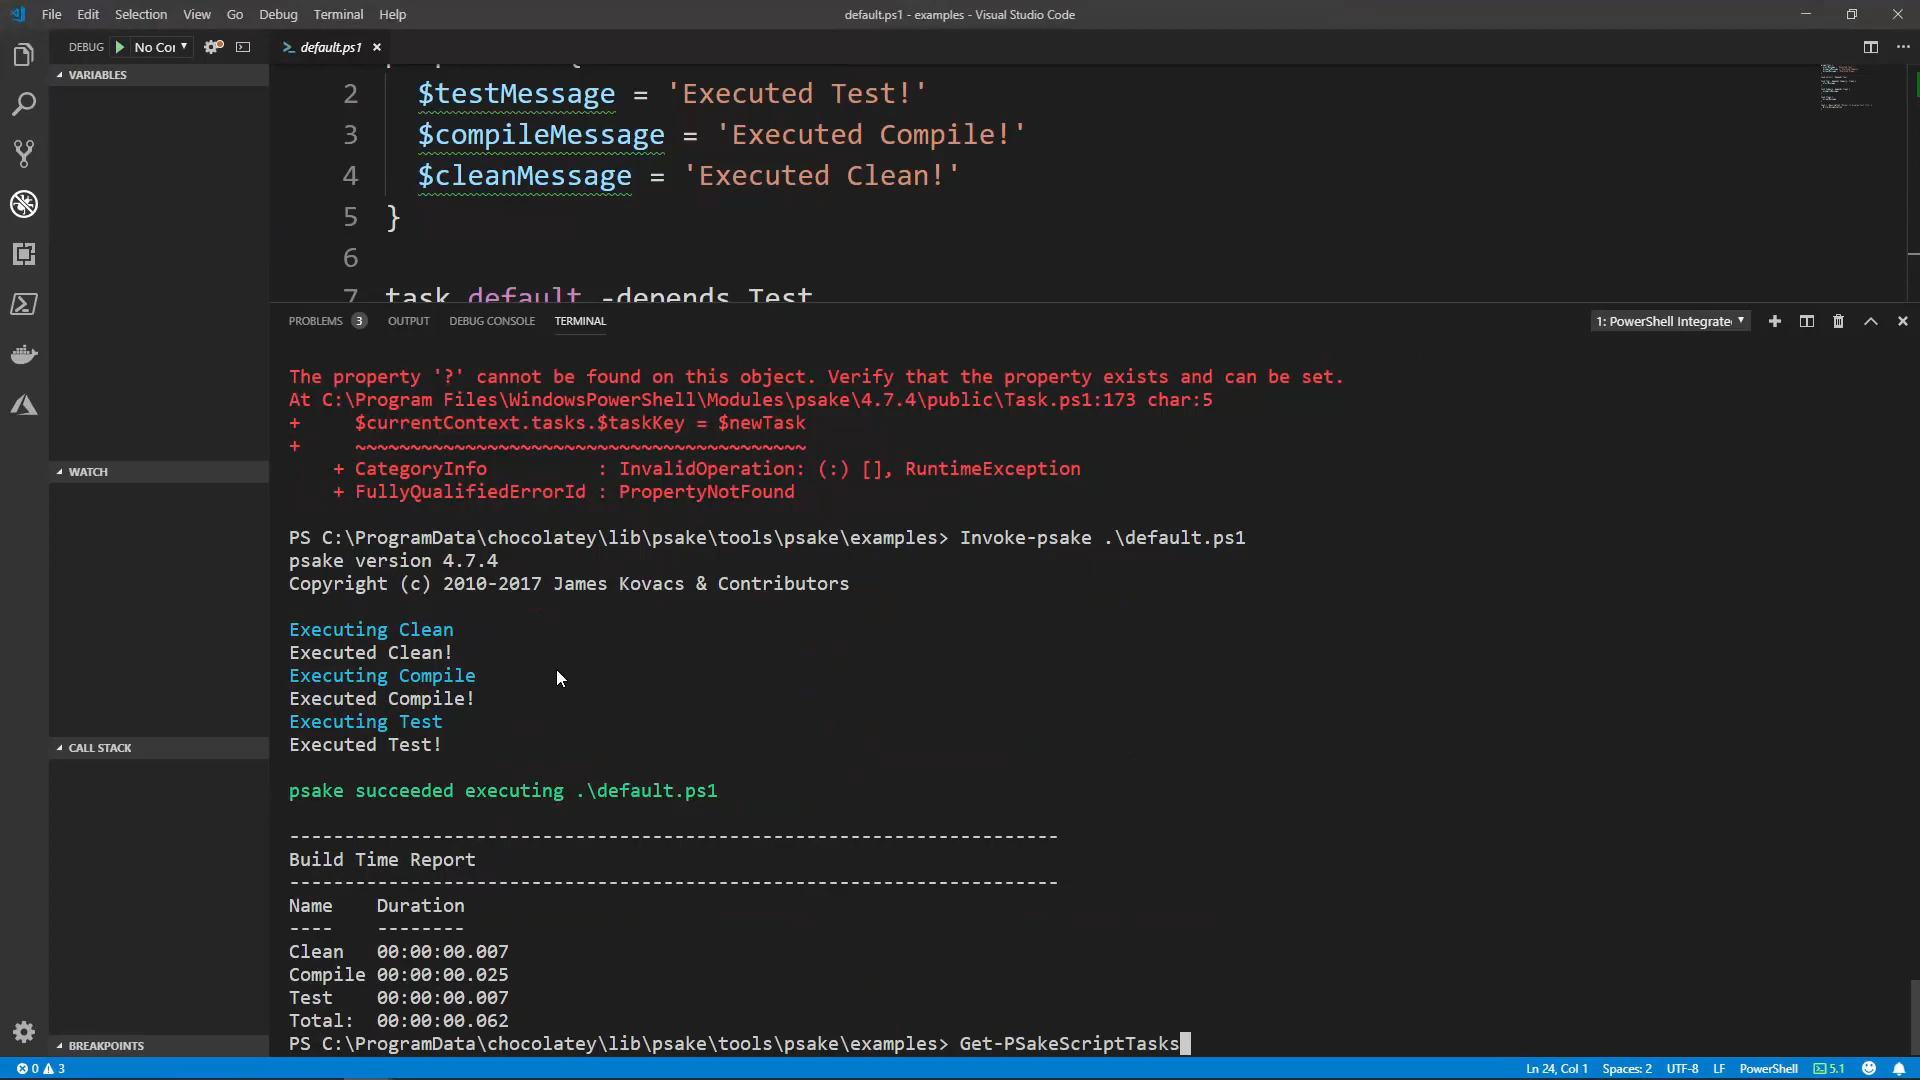 File Edit Selection View Go Debug Terminal Help
default.ps1 - examples - Visual Studio Code
DEBUG No Cor
default.ps1
VARIABLES
2 $testMessage = 'Executed Test!'
3 $compileMessage = 'Executed Compile!'
4 $cleanMessage = 'Executed Clean!'
5 }
6
7 task default -depends Test
PROBLEMS 3 OUTPUT DEBUG CONSOLE TERMINAL
1: PowerShell Integrate
The property '?' cannot be found on this object. Verify that the property exists and can be set.
At C:\Program Files\WindowsPowerShell\Modules\psake\4.7.4\public\Task.ps1:173 char:5
+     $currentContext.tasks.$taskKey = $newTask
+     ~~~~~~~~~~~~~~~~~~~~~~~~~~~~~~~~~~~~~~~~~
    + CategoryInfo          : InvalidOperation: (:) [], RuntimeException
    + FullyQualifiedErrorId : PropertyNotFound
WATCH
PS C:\ProgramData\chocolatey\lib\psake\tools\psake\examples> Invoke-psake .\default.ps1
psake version 4.7.4
Copyright (c) 2010-2017 James Kovacs & Contributors
Executing Clean
Executed Clean!
Executing Compile
Executed Compile!
Executing Test
Executed Test!
CALL STACK
psake succeeded executing .\default.ps1
----------------------------------------------------------------------
Build Time Report
----------------------------------------------------------------------
Name    Duration
----    --------
Clean   00:00:00.007
Compile 00:00:00.025
Test    00:00:00.007
Total:  00:00:00.062
PS C:\ProgramData\chocolatey\lib\psake\tools\psake\examples> Get-PSakeScriptTasks
BREAKPOINTS
0 3
Ln 24, Col 1 Spaces: 2 UTF-8 LF PowerShell 5.1